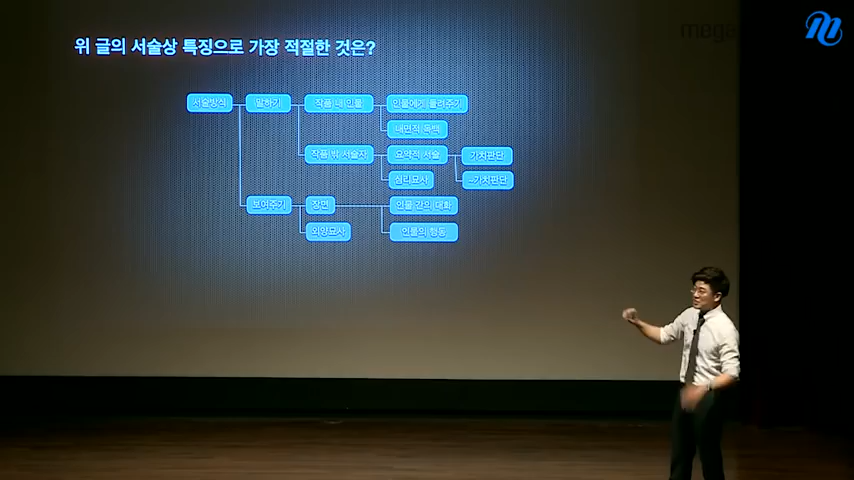 mega
위 글의 서술상 특징으로 가장 적절한 것은?
서술방식 말하기 작품 내 인물 인물에게 들려주기
내면적 독백
작품 밖 서술자 요약적 서술 가치판단
심리묘사 ~가치판단
보여주기 장면 인물 간의 대화
외양묘사 인물의 행동